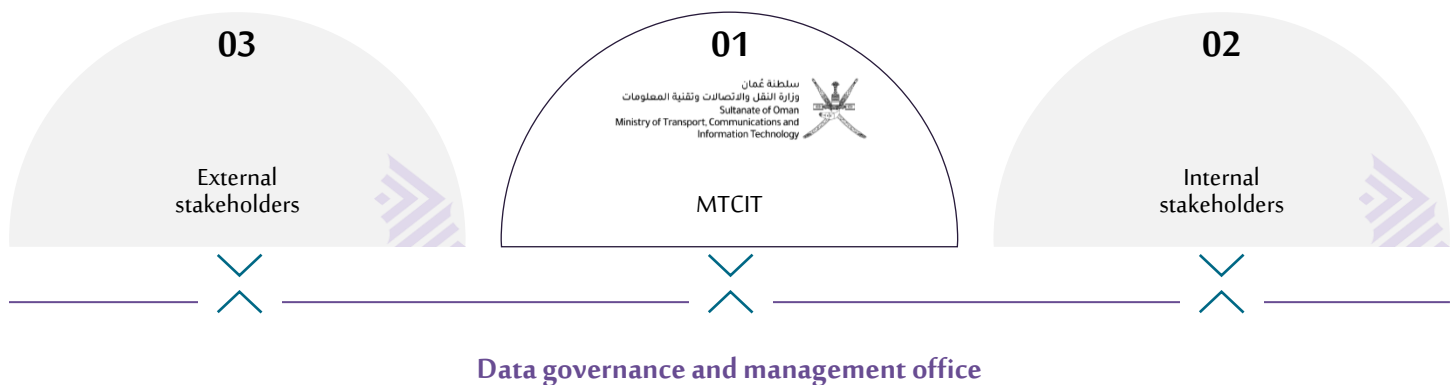 03
External
stakeholders
01
سلطنة عُمان
وزارة النقل والاتصالات وتقنية المعلومات
Sultanate of Oman
Ministry of Transport, Communications and
Information Technology
MTCIT
02
Internal
stakeholders
Data governance and management office